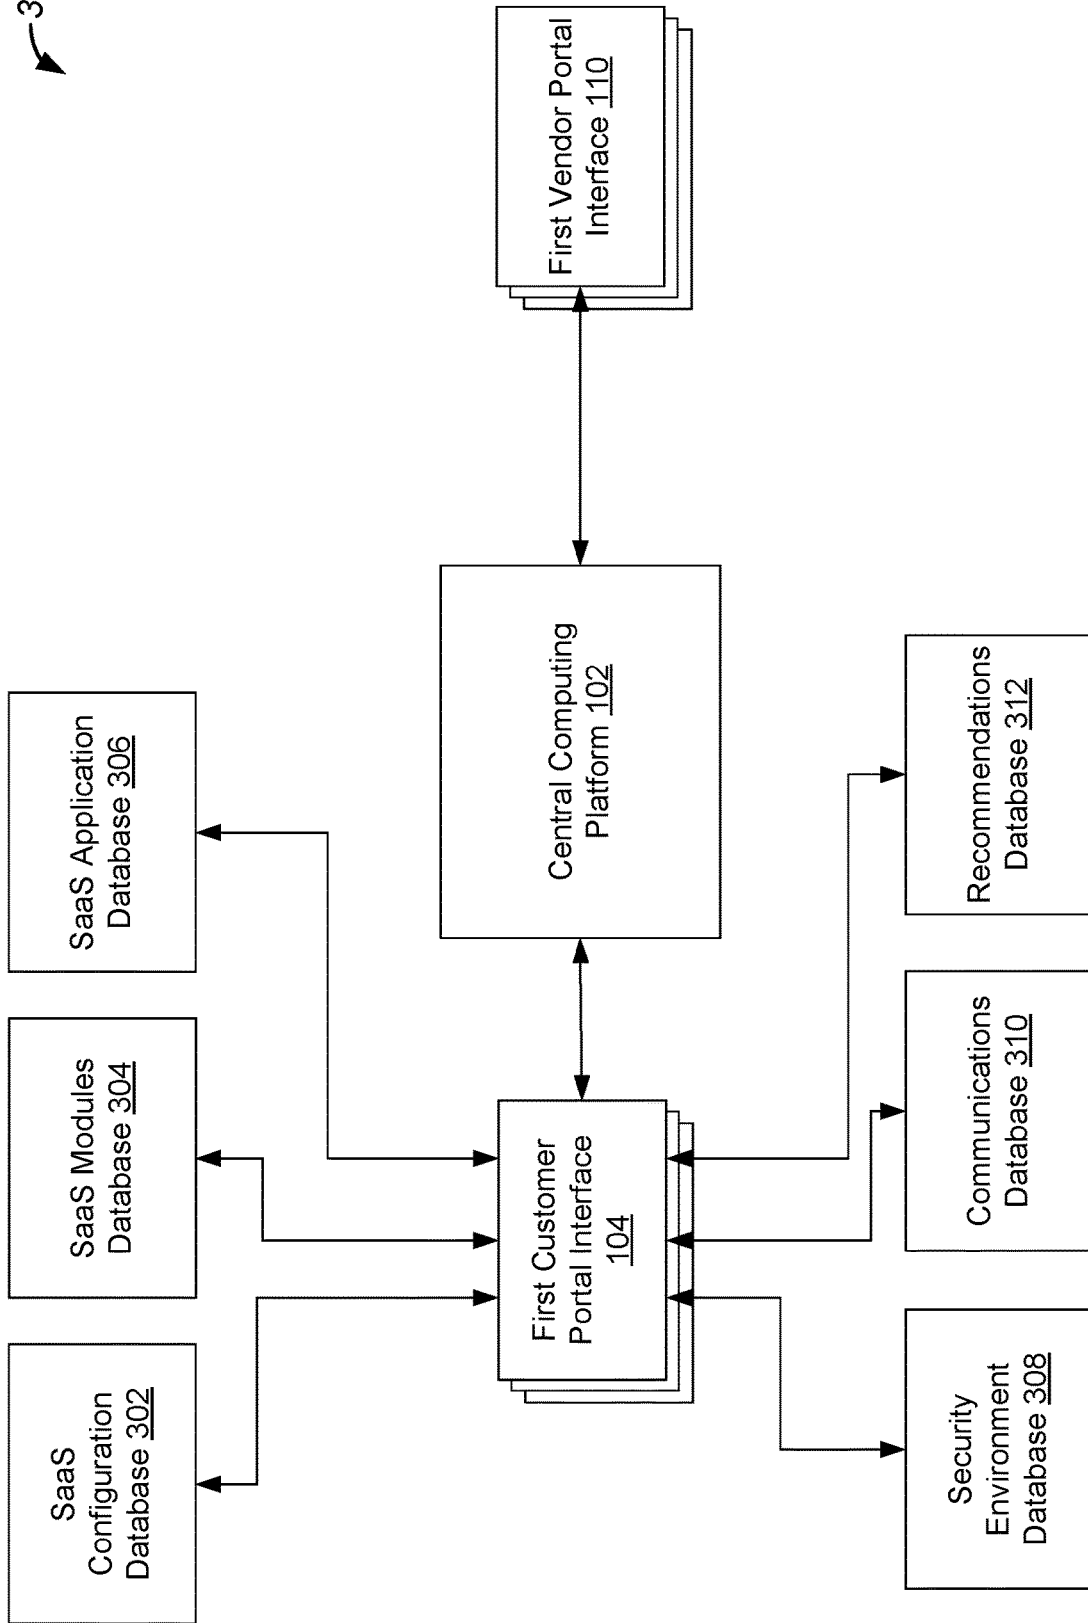 3
SaaS
Configuration
Database 302
SaaS Modules
Database 304
SaaS Application
Database 306
First Customer
Portal Interface
104
Central Computing
Platform 102
First Vendor Portal
Interface 110
Security
Environment
Database 308
Communications
Database 310
Recommendations
Database 312